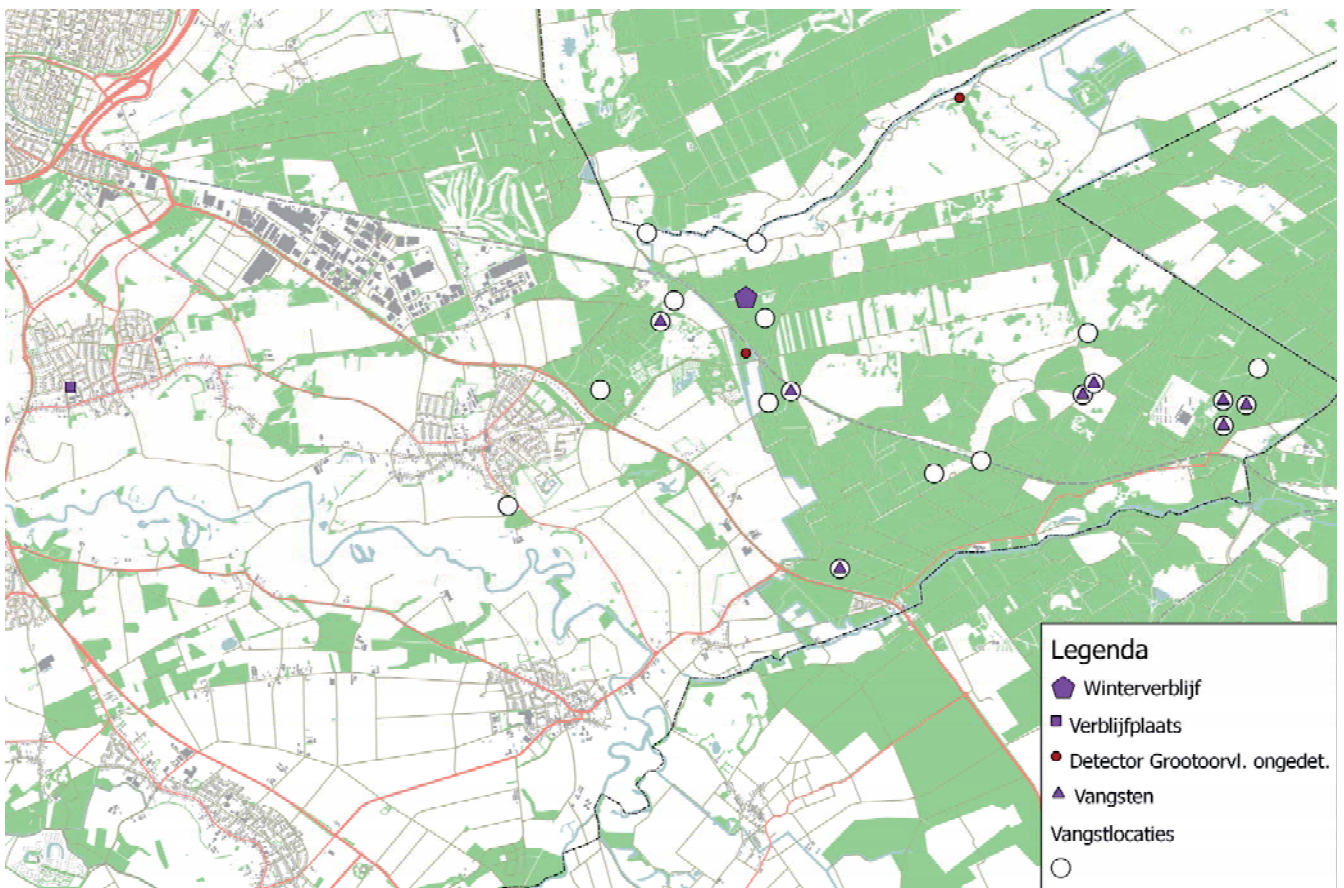 Legenda
Winterverblijf
Verblijfplaats
Detector Grootoorvl. ongedet.
Vangsten
Vangstlocaties